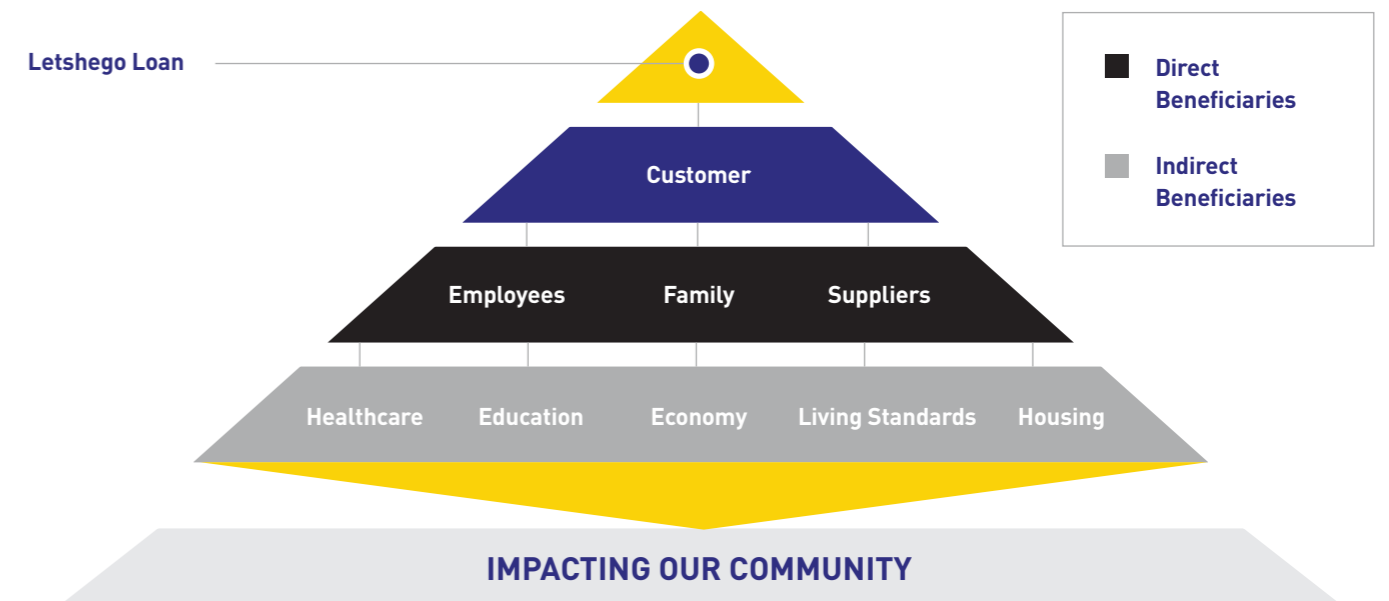 Letshego Loan
Direct
Beneficiaries
Indirect
Beneficiaries
Customer
Employees Family Suppliers
Healthcare Education Economy Living Standards Housing
IMPACTING OUR COMMUNITY